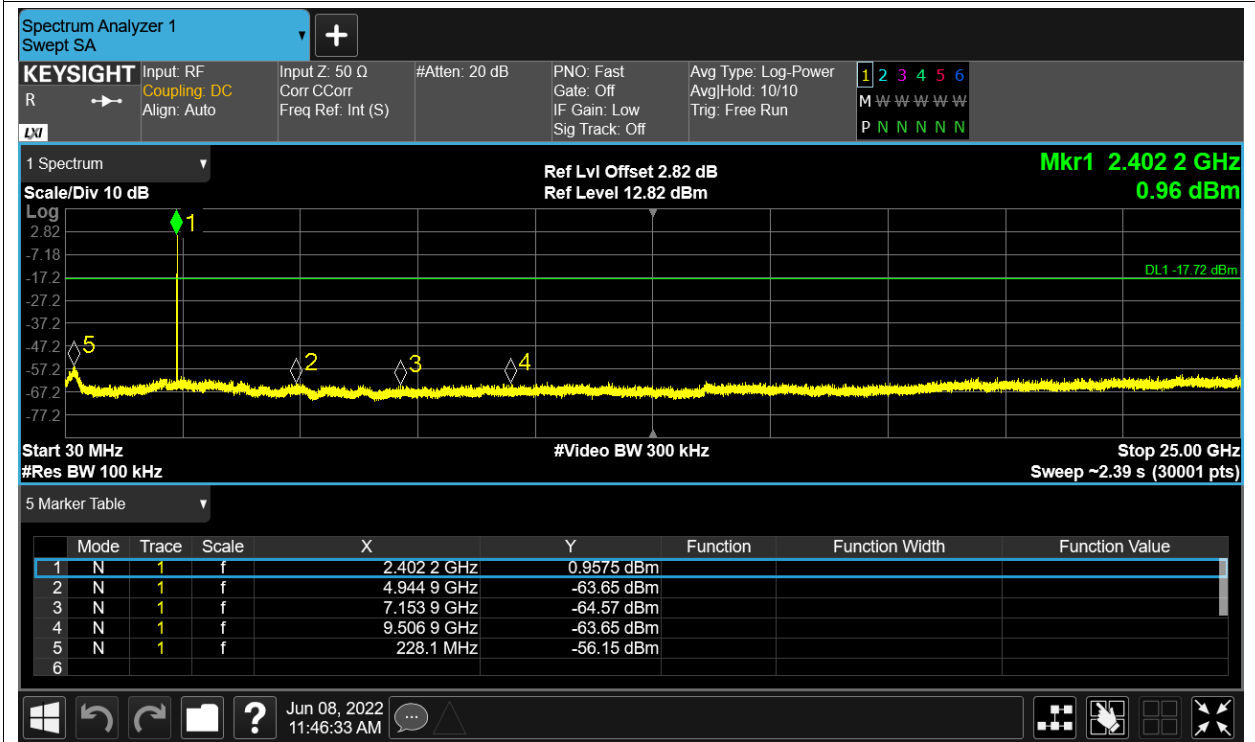 Spectrum Analyzer 1
Swept SA
+
KEYSIGHT Input: RF Input Z: 50 Ω #Atten: 20 dB PNO: Fast Avg Type: Log-Power 1 2 3 4 5 6
R Coupling: DC Corr CCorr Gate: Off Avg|Hold: 10/10 M W W W W W
Align: Auto Freq Ref: Int (S) IF Gain: Low Trig: Free Run
LXI Sig Track: Off P N N N N N
1 Spectrum Ref Lvl Offset 2.82 dB Mkr1 2.402 2 GHz
Scale/Div 10 dB Ref Level 12.82 dBm 0.96 dBm
Log
1
2.82
-7.18
DL1 -17.72 dBm
-17.2
-27.2
-37.2
-47.2
5
2 3 4
-57.2
-67.2
-77.2
Start 30 MHz #Video BW 300 kHz Stop 25.00 GHz
#Res BW 100 kHz Sweep ~2.39 s (30001 pts)
5 Marker Table
Mode Trace Scale X Y Function Function Width Function Value
1 N 1 f 2.402 2 GHz 0.9575 dBm
2 N 1 f 4.944 9 GHz -63.65 dBm
3 N 1 f 7.153 9 GHz -64.57 dBm
4 N 1 f 9.506 9 GHz -63.65 dBm
5 N 1 f 228.1 MHz -56.15 dBm
6
? Jun 08, 2022
11:46:33 AM